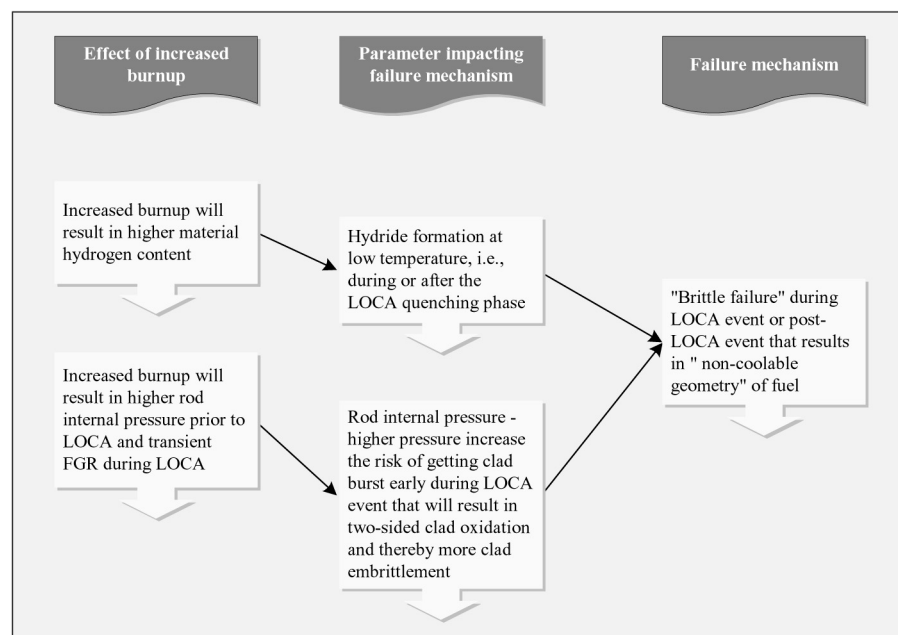 Effect of increased
burnup
Parameter impacting
failure mechanism
Failure mechanism
Increased burnup will
result in higher material
hydrogen content
Hydride formation at
low temperature, i.e.,
during or after the
LOCA quenching phase
"Brittle failure" during
LOCA event or post-
LOCA event that results
in " non-coolable
geometry" of fuel
Increased burnup will
result in higher rod
internal pressure prior to
LOCA and transient
FGR during LOCA
Rod internal pressure -
higher pressure increase
the risk of getting clad
burst early during LOCA
event that will result in
two-sided clad oxidation
and thereby more clad
embrittlement